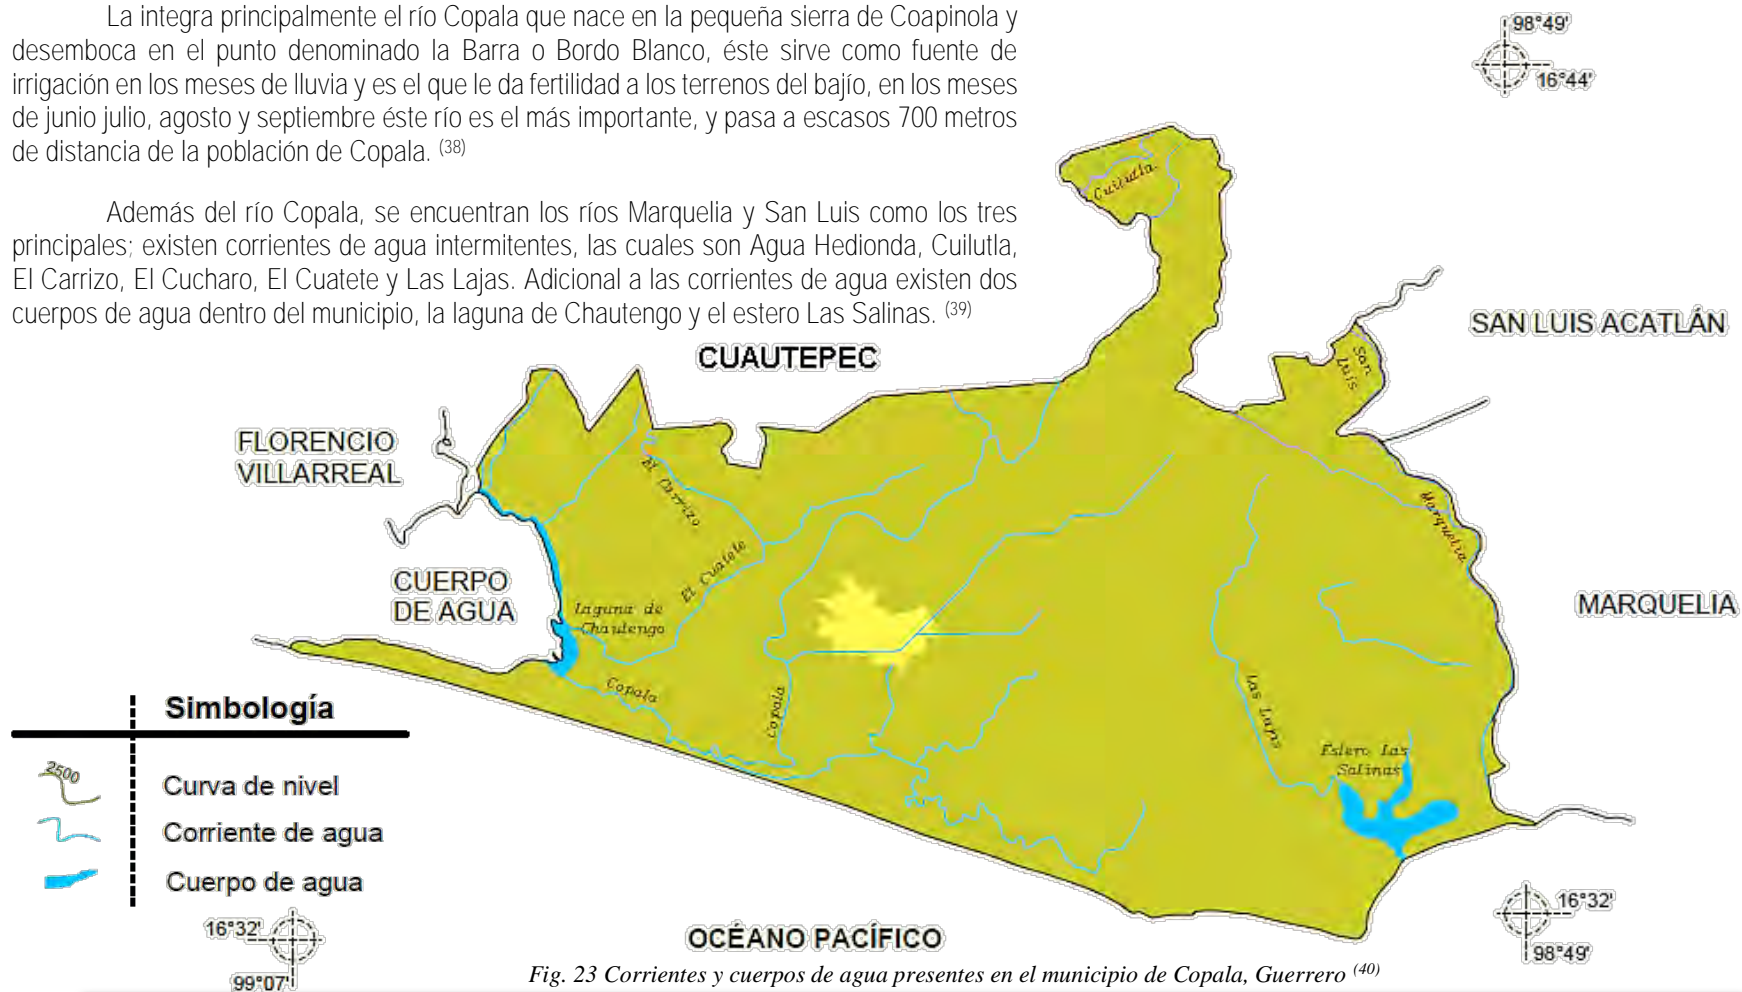 La integra principalmente el río Copala que nace en la pequeña sierra de Coapinola y
desemboca en el punto denominado la Barra o Bordo Blanco, éste sirve como fuente de
irrigación en los meses de lluvia y es el que le da fertilidad a los terrenos del bajío, en los meses
de junio julio, agosto y septiembre éste río es el más importante, y pasa a escasos 700 metros
de distancia de la población de Copala. (38)
Además del río Copala, se encuentran los ríos Marquelia y San Luis como los tres
principales; existen corrientes de agua intermitentes, las cuales son Agua Hedionda, Cuilutla,
El Carrizo, El Cucharo, El Cuatete y Las Lajas. Adicional a las corrientes de agua existen dos
cuerpos de agua dentro del municipio, la laguna de Chautengo y el estero Las Salinas. (39)
98°49'
16°44'
Cuilutla
SAN LUIS ACATLÁN
CUAUTEPEC
San
Luis
FLORENCIO
VILLARREAL
El Carrizo
Marquelia
El Cuatete
CUERPO
DE AGUA
Laguna de
Chautengo
MARQUELIA
Copala
Copala
Las Lajas
Estero Las
Salinas
Simbología
2500
Curva de nivel
Corriente de agua
Cuerpo de agua
16°32'
99°07'
16°32'
98°49'
OCÉANO PACÍFICO
Fig. 23 Corrientes y cuerpos de agua presentes en el municipio de Copala, Guerrero (40)